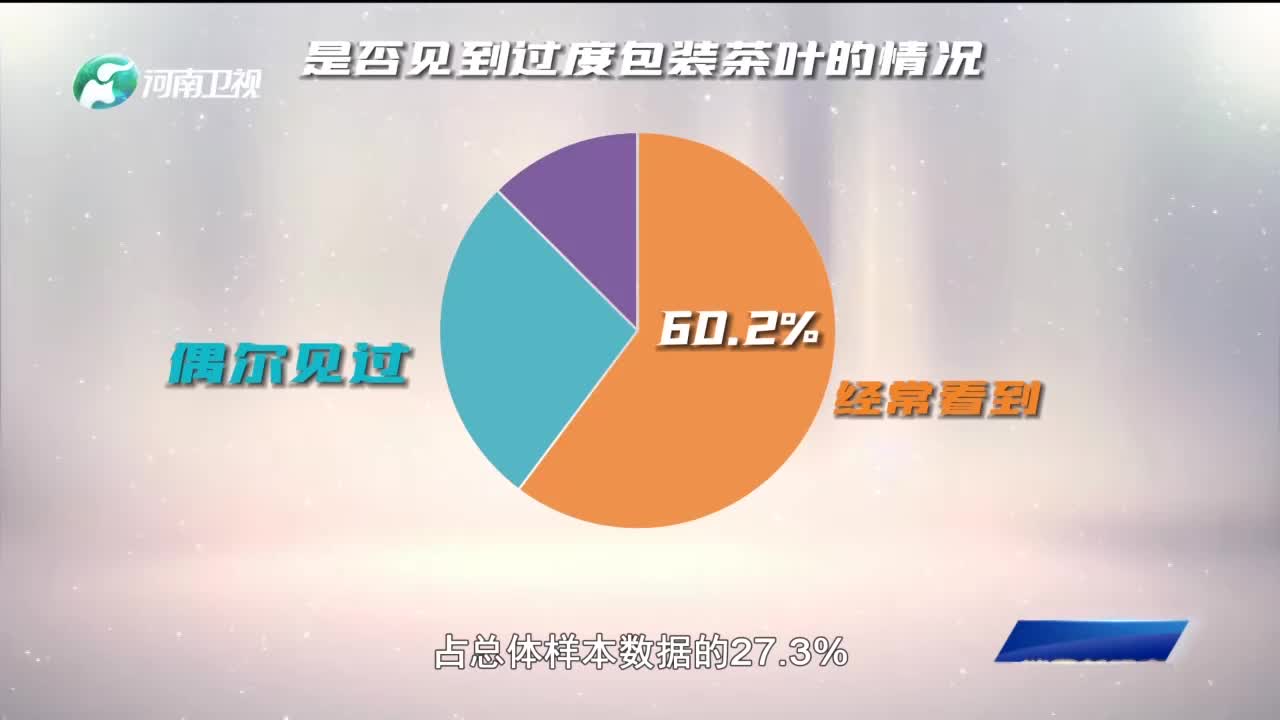 是否见到过度包装茶叶的情况
河南卫视
60.2%
偶尔见过
经常看到
占总体样本数据的27.3%